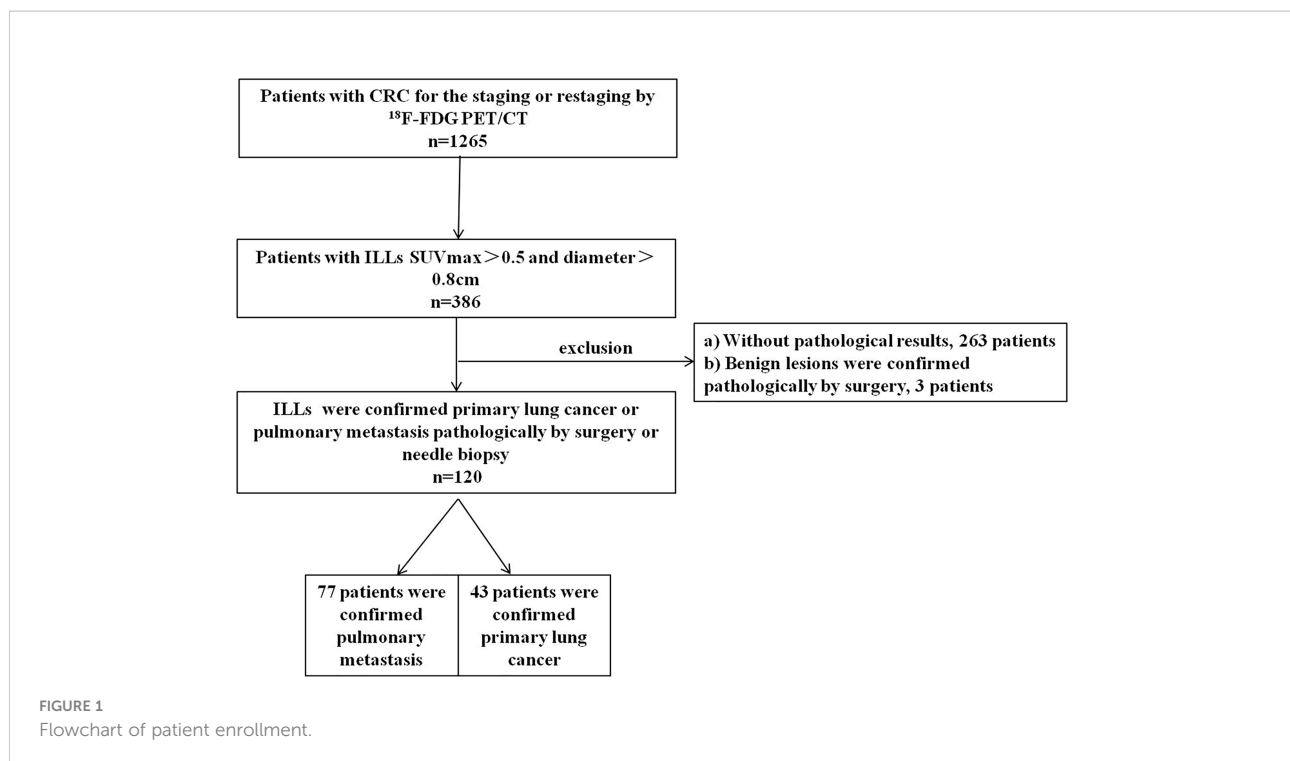 Patients with CRC for the staging or restaging by
¹⁸F-FDG PET/CT
n=1265
Patients with ILLs SUVmax＞0.5 and diameter＞
0.8cm
n=386
exclusion
a) Without pathological results, 263 patients
b) Benign lesions were confirmed
pathologically by surgery, 3 patients
ILLs were confirmed primary lung cancer or
pulmonary metastasis pathologically by surgery or
needle biopsy
n=120
77 patients were
confirmed
pulmonary
metastasis
43 patients were
confirmed
primary lung
cancer
FIGURE 1
Flowchart of patient enrollment.